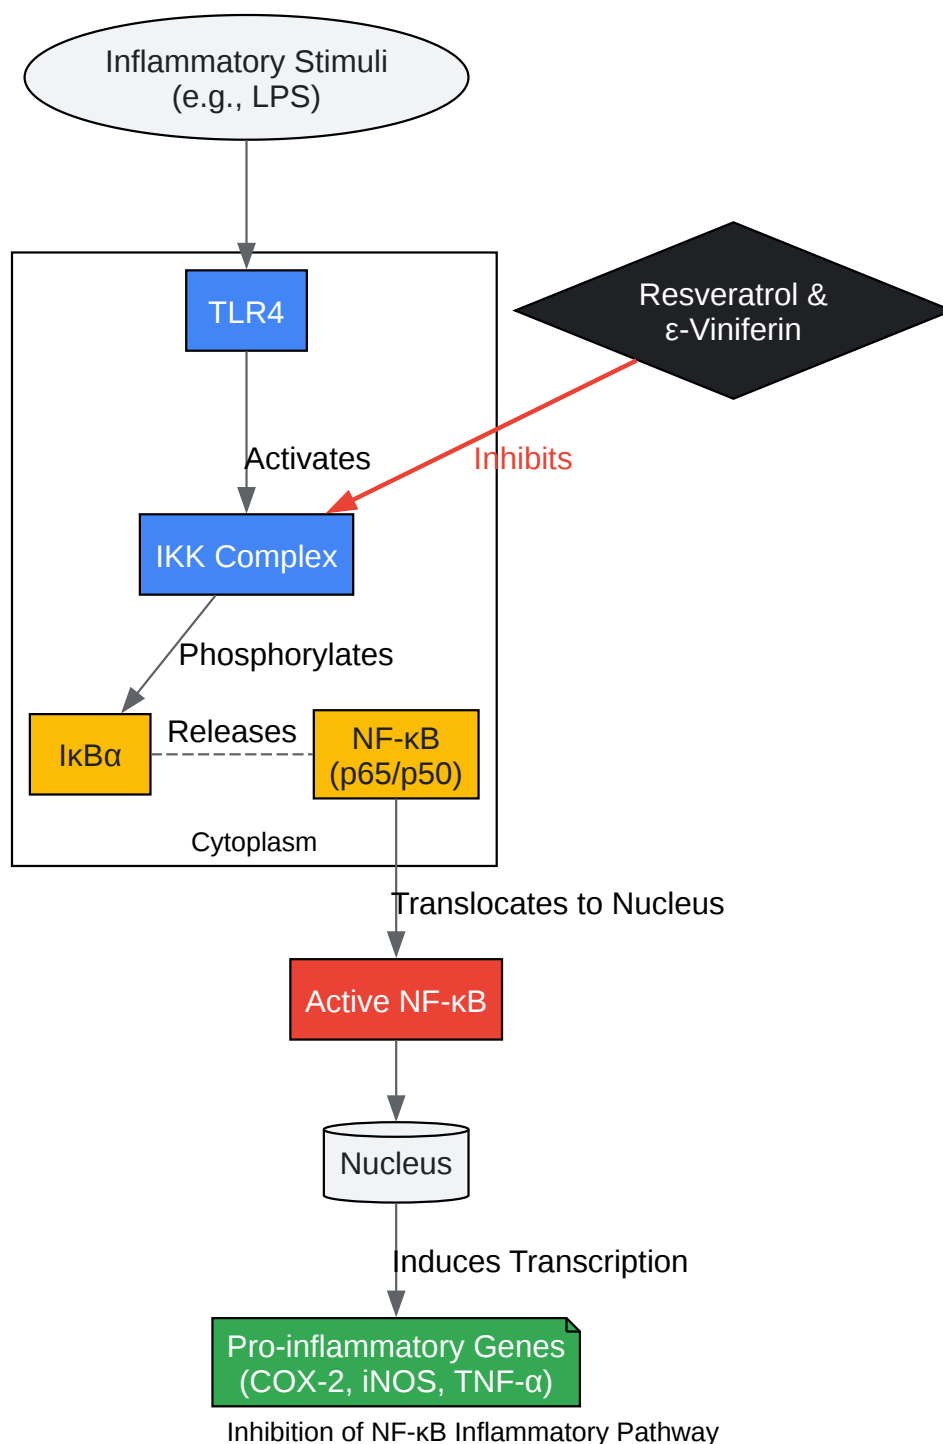 Inflammatory Stimuli
(e.g., LPS)
TLR4
Resveratrol &
ε-Viniferin
Activates
Inhibits
IKK Complex
Phosphorylates
IκBα
Releases
NF-κB
(p65/p50)
Cytoplasm
Translocates to Nucleus
Active NF-κB
Nucleus
Induces Transcription
Pro-inflammatory Genes
(COX-2, iNOS, TNF-α)
Inhibition of NF-κB Inflammatory Pathway